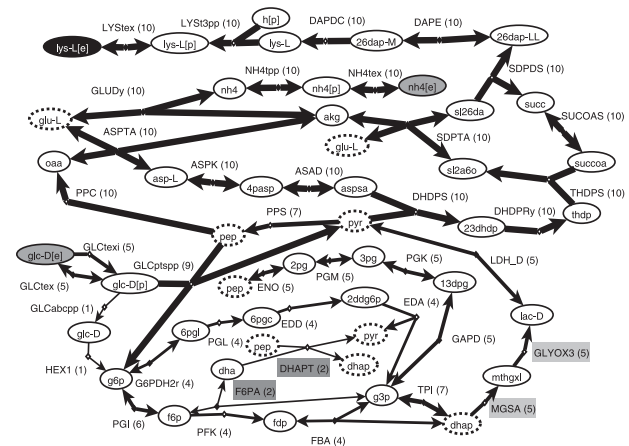 LYStex (10)
LYSt3pp (10)
h[p]
DAPDC (10)
DAPE (10)
lys-L[e]
lys-L[p]
lys-L
26dap-M
26dap-LL
SDPDS (10)
NH4tpp (10)
NH4tex (10)
GLUDy (10)
nh4
nh4[p]
nh4[e]
succ
SUCOAS (10)
glu-L
akg
sl26da
ASPTA (10)
glu-L
SDPTA (10)
oaa
asp-L
ASPK (10)
4pasp
ASAD (10)
aspsa
sl2a6o
succoa
PPC (10)
DHDPS (10)
THDPS (10)
PPS (7)
DHDPRy (10)
pep
pyr
23dhdp
thdp
glc-D[e]
GLCtexi (5)
GLCptspp (9)
LDH_D (5)
GLCtex (5)
glc-D[p]
2pg
3pg
PGK (5)
PGM (5)
pep
ENO (5)
13dpg
GLCabcpp (1)
2ddg6p
EDA (4)
lac-D
glc-D
6pgl
6pgc
EDD (4)
pyr
PGL (4)
pep
GAPD (5)
GLYOX3 (5)
HEX1 (1)
g6p
G6PDH2r (4)
dha
DHAPT (2)
dhap
mthgxl
F6PA (2)
g3p
TPI (7)
MGSA (5)
PGI (6)
f6p
PFK (4)
fdp
FBA (4)
dhap